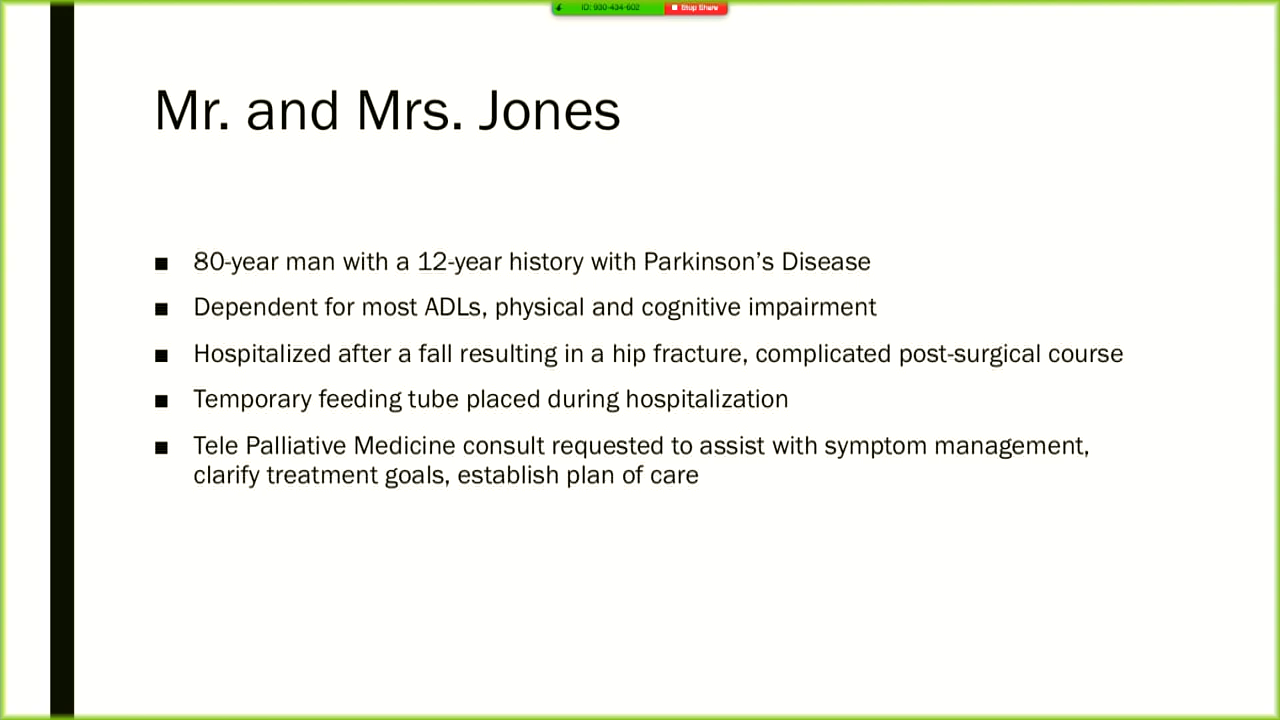 ID: 930-434-602 Stop Share
Mr. and Mrs. Jones
■ 80-year man with a 12-year history with Parkinson’s Disease
■ Dependent for most ADLs, physical and cognitive impairment
■ Hospitalized after a fall resulting in a hip fracture, complicated post-surgical course
■ Temporary feeding tube placed during hospitalization
■ Tele Palliative Medicine consult requested to assist with symptom management,
clarify treatment goals, establish plan of care